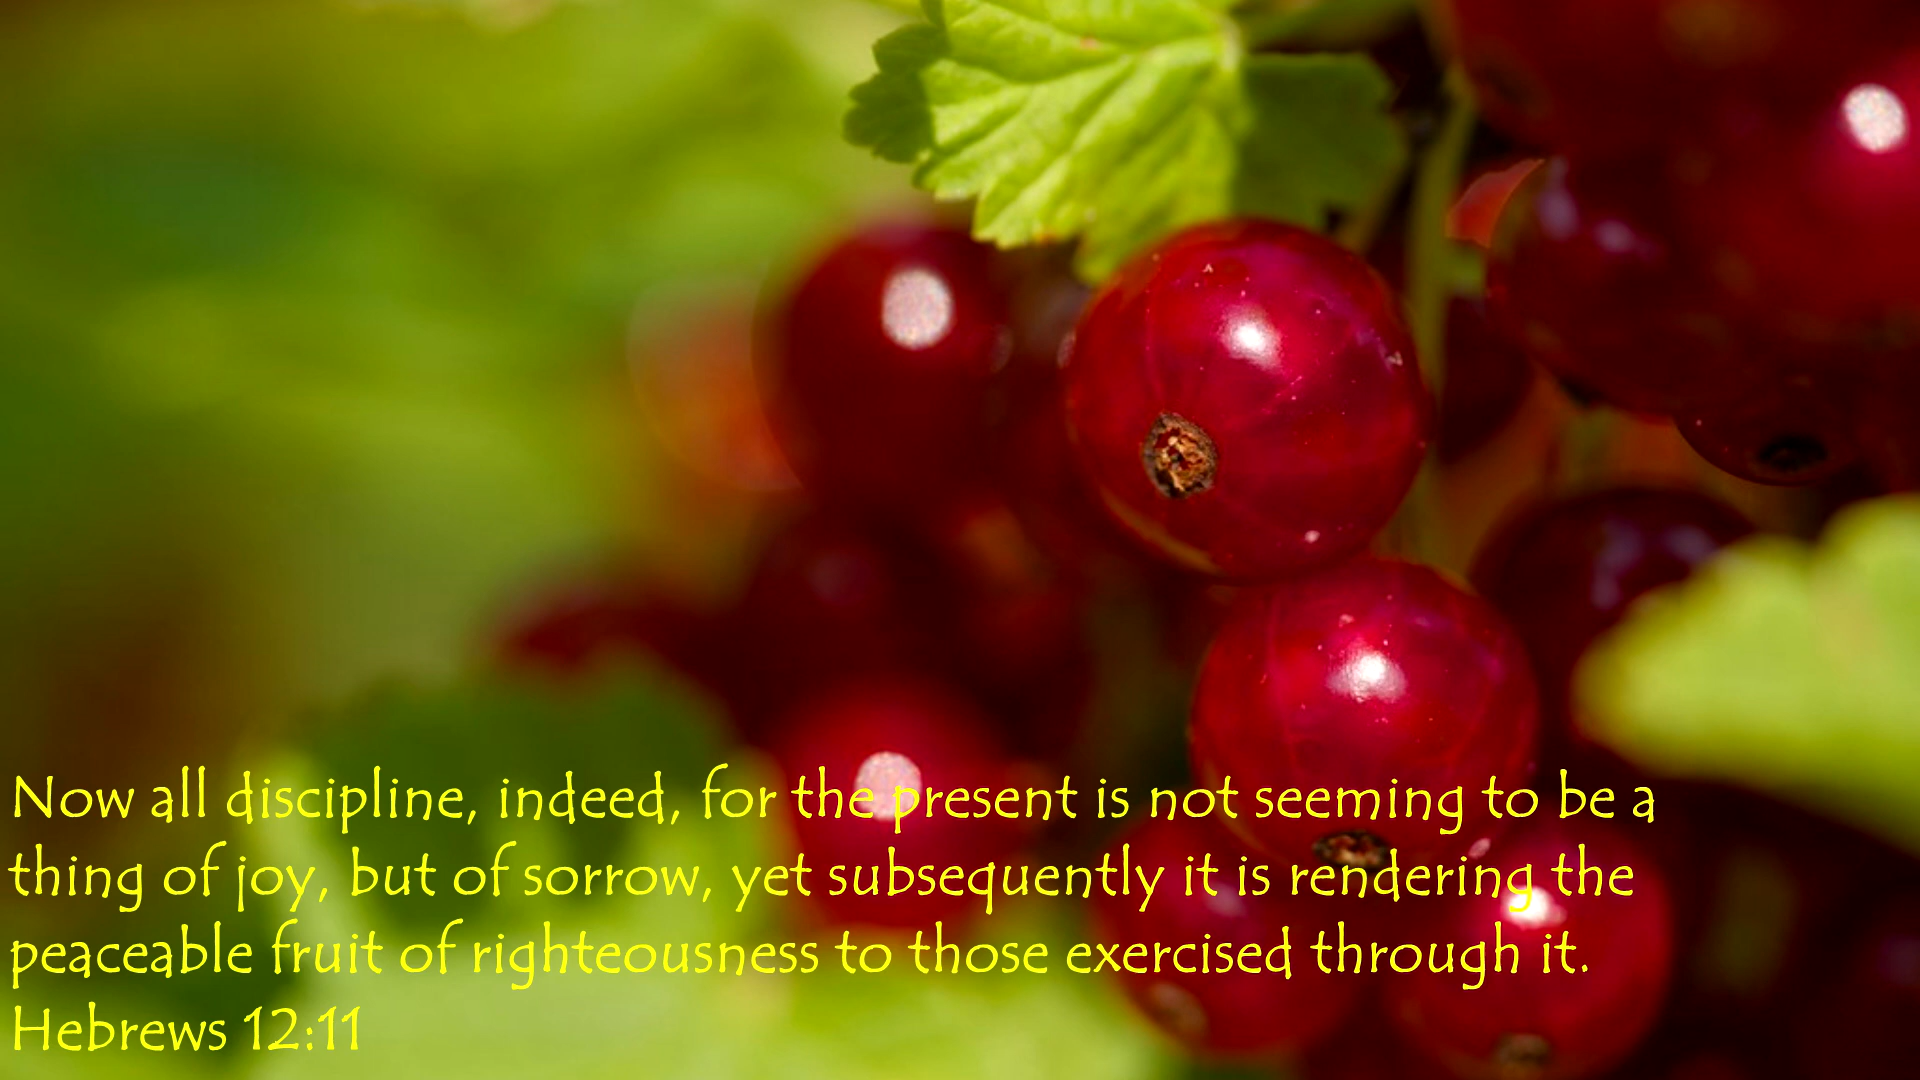 Now all discipline, indeed, for the present is not seeming to be a
thing of joy, but of sorrow, yet subsequently it is rendering the
peaceable fruit of righteousness to those exercised through it.
Hebrews 12:11